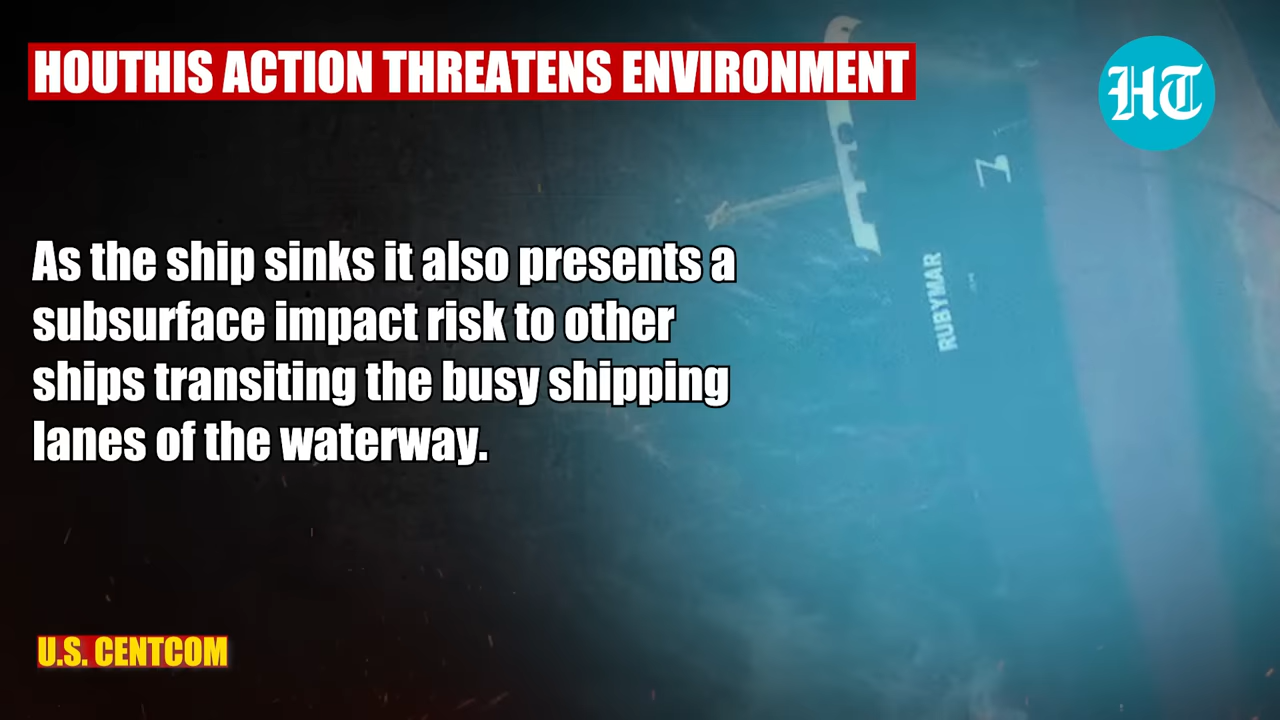 HOUTHIS ACTION THREATENS ENVIRONMENT
HT
As the ship sinks it also presents a
subsurface impact risk to other
ships transiting the busy shipping
lanes of the waterway.
RUBYMAR
U.S. CENTCOM